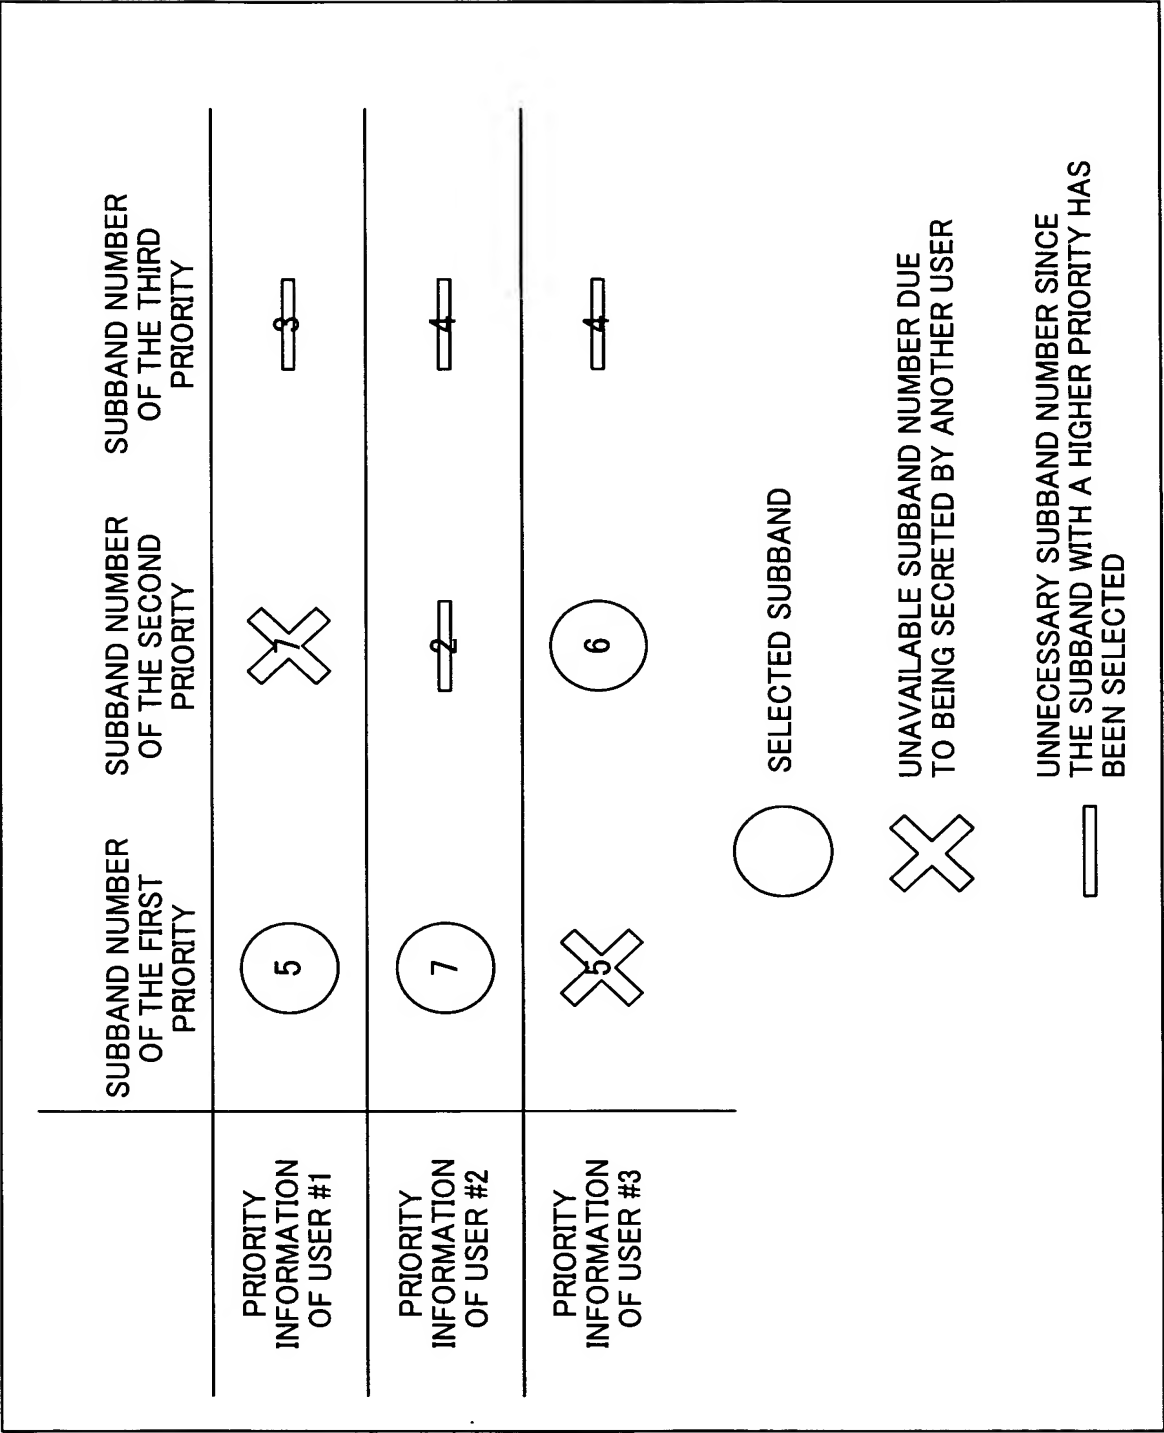 SUBBAND NUMBER
OF THE FIRST
PRIORITY
SUBBAND NUMBER
OF THE SECOND
PRIORITY
SUBBAND NUMBER
OF THE THIRD
PRIORITY
PRIORITY
INFORMATION
OF USER #1
5
7
3
PRIORITY
INFORMATION
OF USER #2
7
2
4
PRIORITY
INFORMATION
OF USER #3
5
6
4
SELECTED SUBBAND
UNAVAILABLE SUBBAND NUMBER DUE
TO BEING SECRETED BY ANOTHER USER
UNNECESSARY SUBBAND NUMBER SINCE
THE SUBBAND WITH A HIGHER PRIORITY HAS
BEEN SELECTED